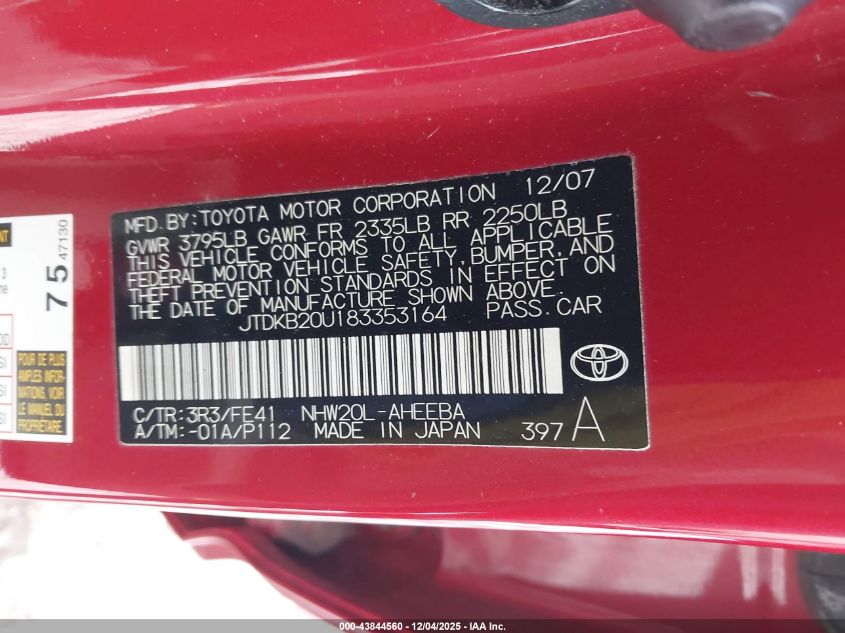 MFD. BY: TOYOTA MOTOR CORPORATION 12/07
GVWR 3795LB GAWR FR 2335LB RR 2250LB
THIS VEHICLE CONFORMS TO ALL APPLICABLE
FEDERAL MOTOR VEHICLE SAFETY, BUMPER, AND
THEFT PREVENTION STANDARDS IN EFFECT ON
THE DATE OF MANUFACTURE SHOWN ABOVE.
JTDKB20U183353164 PASS. CAR
C/TR: 3R3/FE41 NHW20L-AHEEBA
A/TM: -01A/P112 MADE IN JAPAN 397 A
75 47130
POUR DE PLUS
AMPLES INFOR-
MATIONS, VOIR
LE MANUEL DU
000-43844560 - 12/04/2025 - IAA Inc.